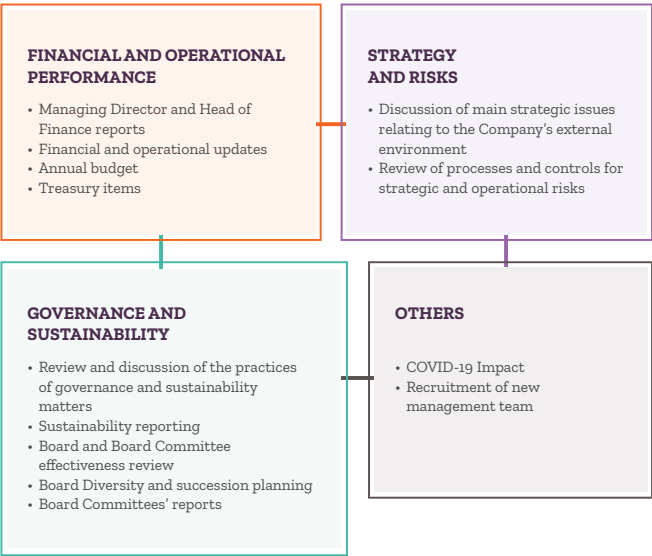 FINANCIAL AND OPERATIONAL
PERFORMANCE
• Managing Director and Head of
Finance reports
• Financial and operational updates
• Annual budget
• Treasury items
STRATEGY
AND RISKS
• Discussion of main strategic issues
relating to the Company's external
environment
• Review of processes and controls for
strategic and operational risks
GOVERNANCE AND
SUSTAINABILITY
• Review and discussion of the practices
of governance and sustainability
matters
• Sustainability reporting
• Board and Board Committee
effectiveness review
• Board Diversity and succession planning
• Board Committees' reports
OTHERS
• COVID-19 Impact
• Recruitment of new
management team